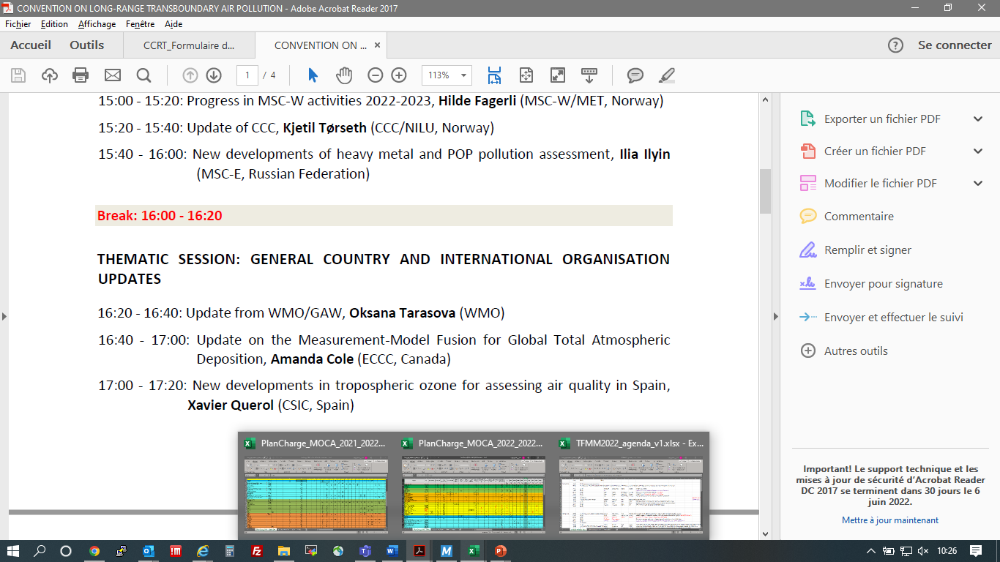 CONVENTION ON LONG-RANGE TRANSBOUNDARY AIR POLLUTION - Adobe Acrobat Reader 2017
Fichier Edition Affichage Fenêtre Aide
Accueil Outils CCRT_Formulaire d... CONVENTION ON ... × ? Se connecter
1 / 4 113%
15:00 - 15:20: Progress in MSC-W activities 2022-2023, Hilde Fagerli (MSC-W/MET, Norway)
15:20 - 15:40: Update of CCC, Kjetil Tørseth (CCC/NILU, Norway)
15:40 - 16:00: New developments of heavy metal and POP pollution assessment, Ilia Ilyin
(MSC-E, Russian Federation)
Break: 16:00 - 16:20
THEMATIC SESSION: GENERAL COUNTRY AND INTERNATIONAL ORGANISATION
UPDATES
16:20 - 16:40: Update from WMO/GAW, Oksana Tarasova (WMO)
16:40 - 17:00: Update on the Measurement-Model Fusion for Global Total Atmospheric
Deposition, Amanda Cole (ECCC, Canada)
17:00 - 17:20: New developments in tropospheric ozone for assessing air quality in Spain,
Xavier Querol (CSIC, Spain)
Exporter un fichier PDF
Créer un fichier PDF
Modifier le fichier PDF
Commentaire
Remplir et signer
Envoyer pour signature
Envoyer et effectuer le suivi
Autres outils
Important! Le support technique et les
mises à jour de sécurité d'Acrobat Reader
DC 2017 se terminent dans 30 jours le 6
juin 2022.
Mettre à jour maintenant
PlanCharge_MOCA_2021_2022... PlanCharge_MOCA_2022_2022... TFMM2022_agenda_v1.xlsx - Ex...
10:26